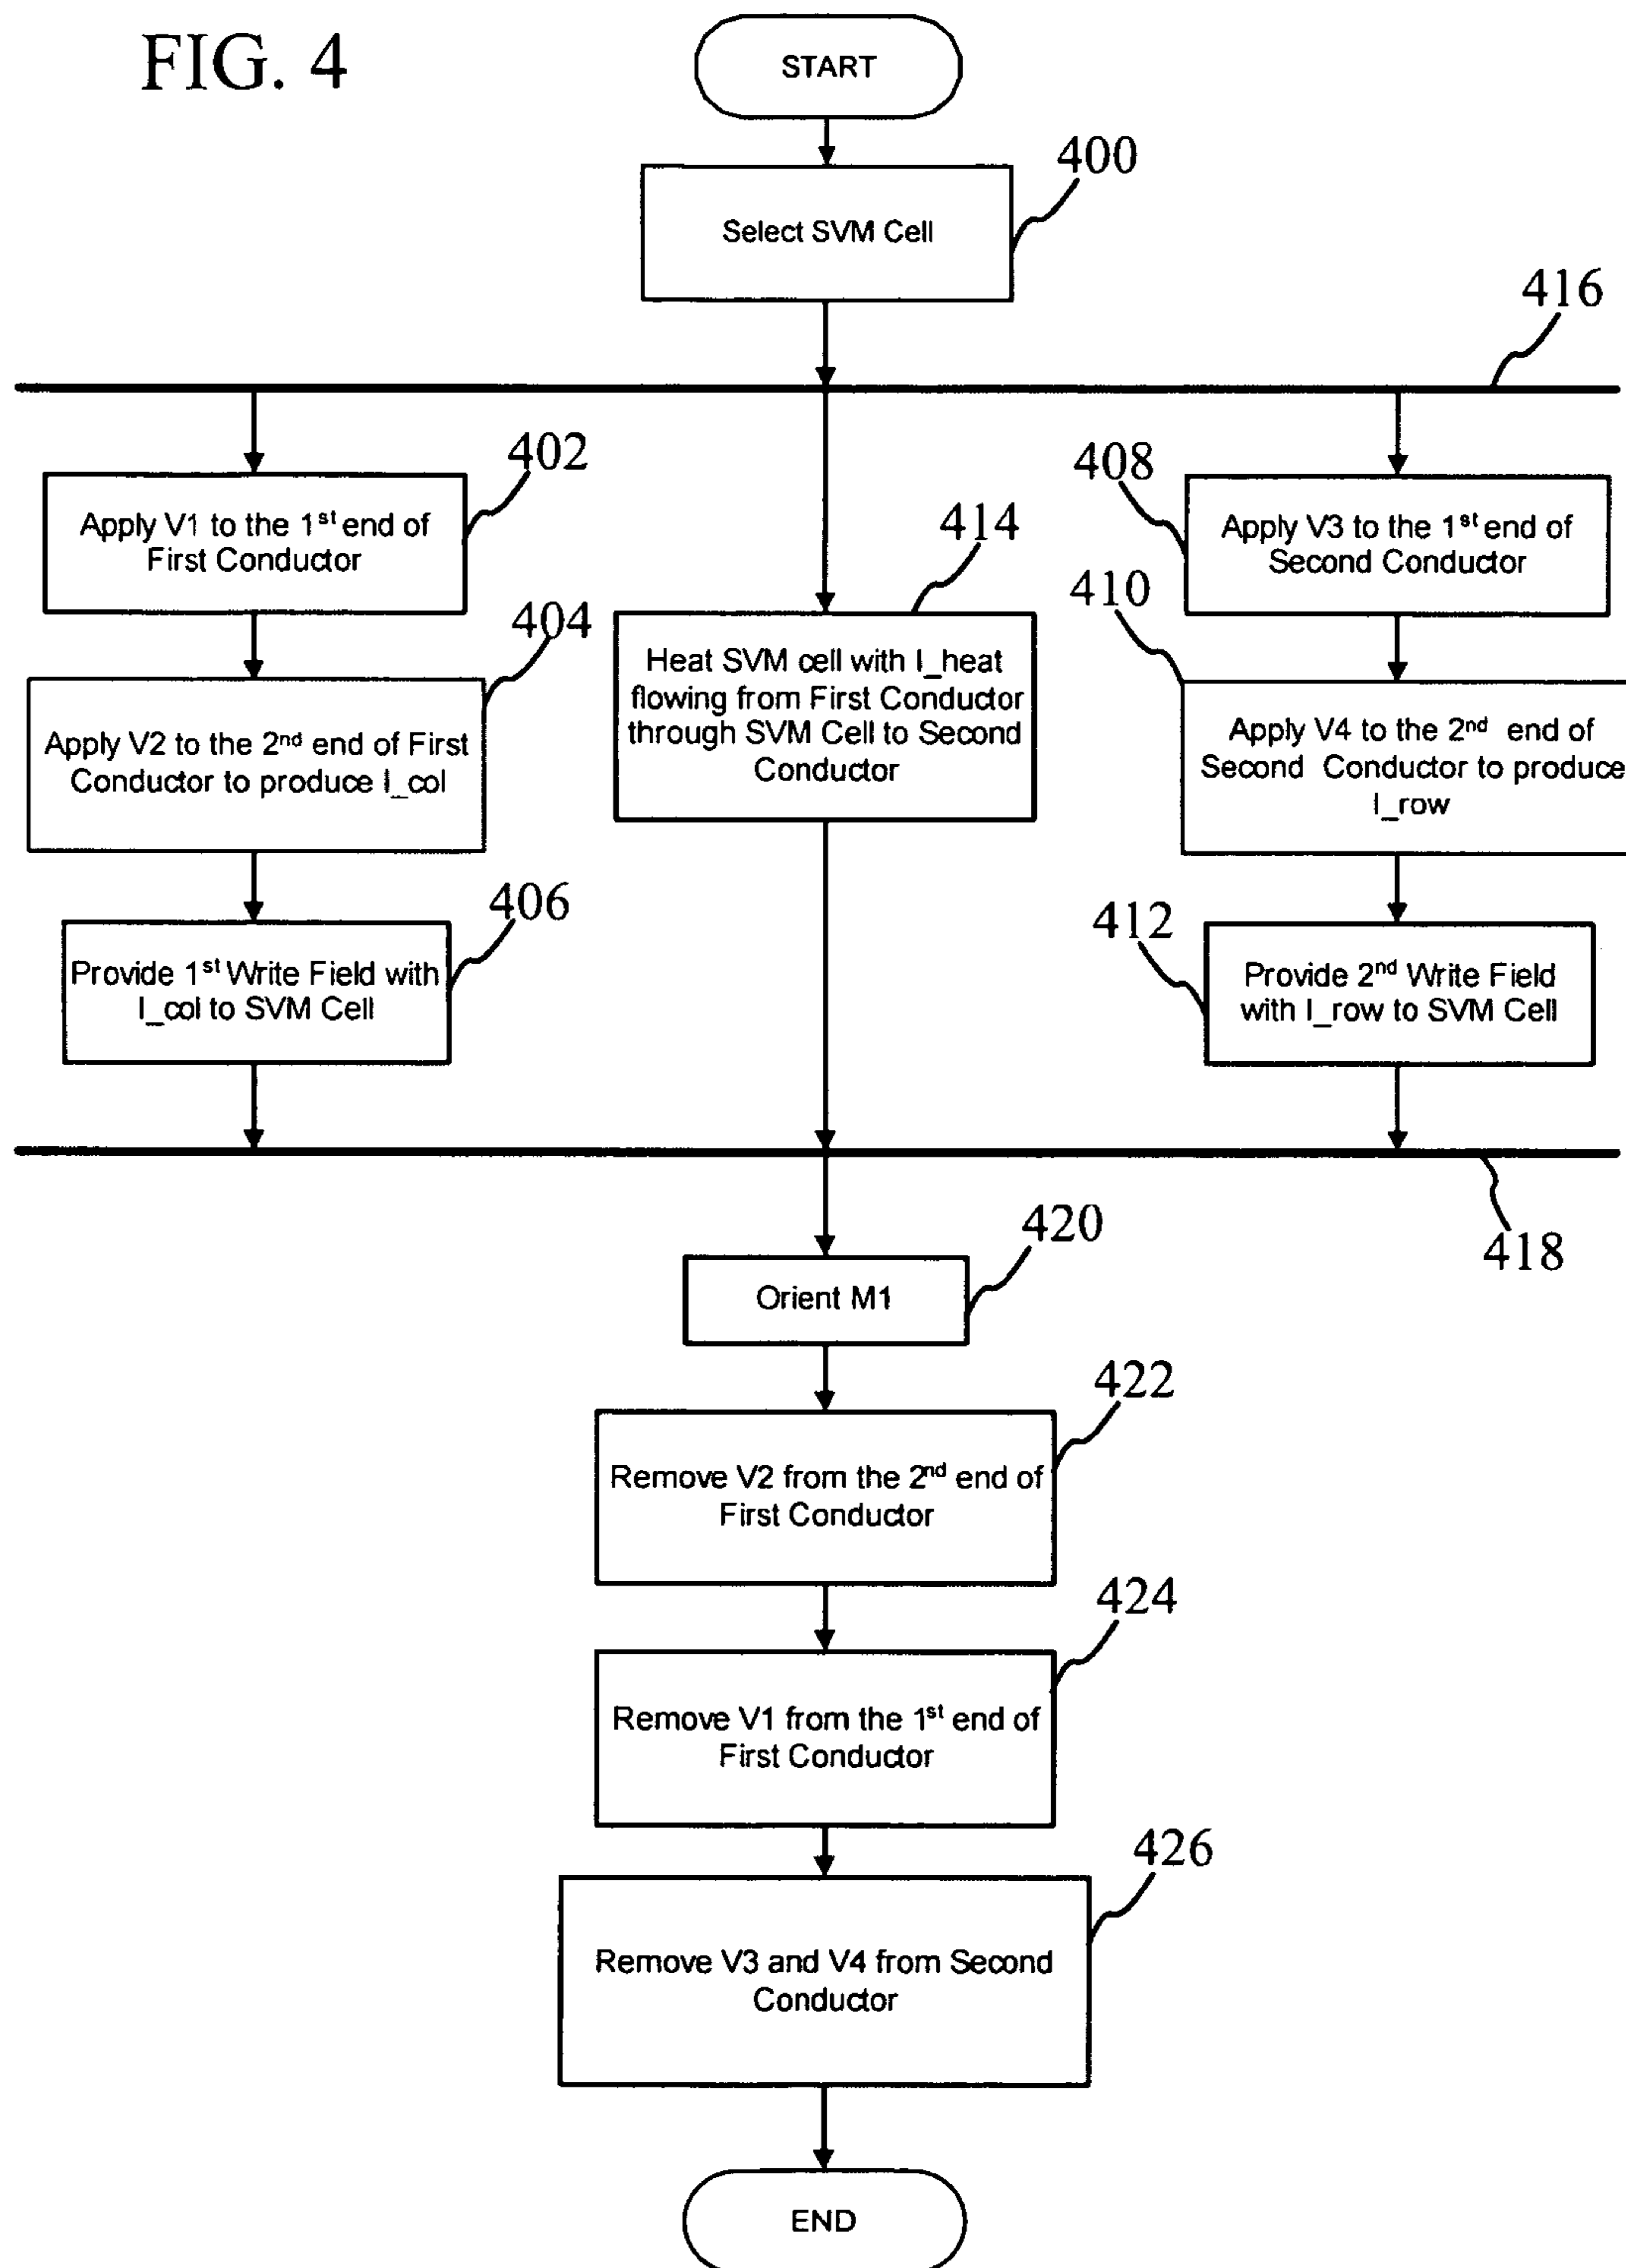 FIG. 4
START
400
Select SVM Cell
416
402
Apply V1 to the 1st end of
First Conductor
404
Apply V2 to the 2nd end of First
Conductor to produce I_col
406
Provide 1st Write Field with
I_col to SVM Cell
414
Heat SVM cell with I_heat
flowing from First Conductor
through SVM Cell to Second
Conductor
408
Apply V3 to the 1st end of
Second Conductor
410
Apply V4 to the 2nd end of
Second Conductor to produce
I_row
412
Provide 2nd Write Field
with I_row to SVM Cell
418
420
Orient M1
422
Remove V2 from the 2nd end of
First Conductor
424
Remove V1 from the 1st end of
First Conductor
426
Remove V3 and V4 from Second
Conductor
END